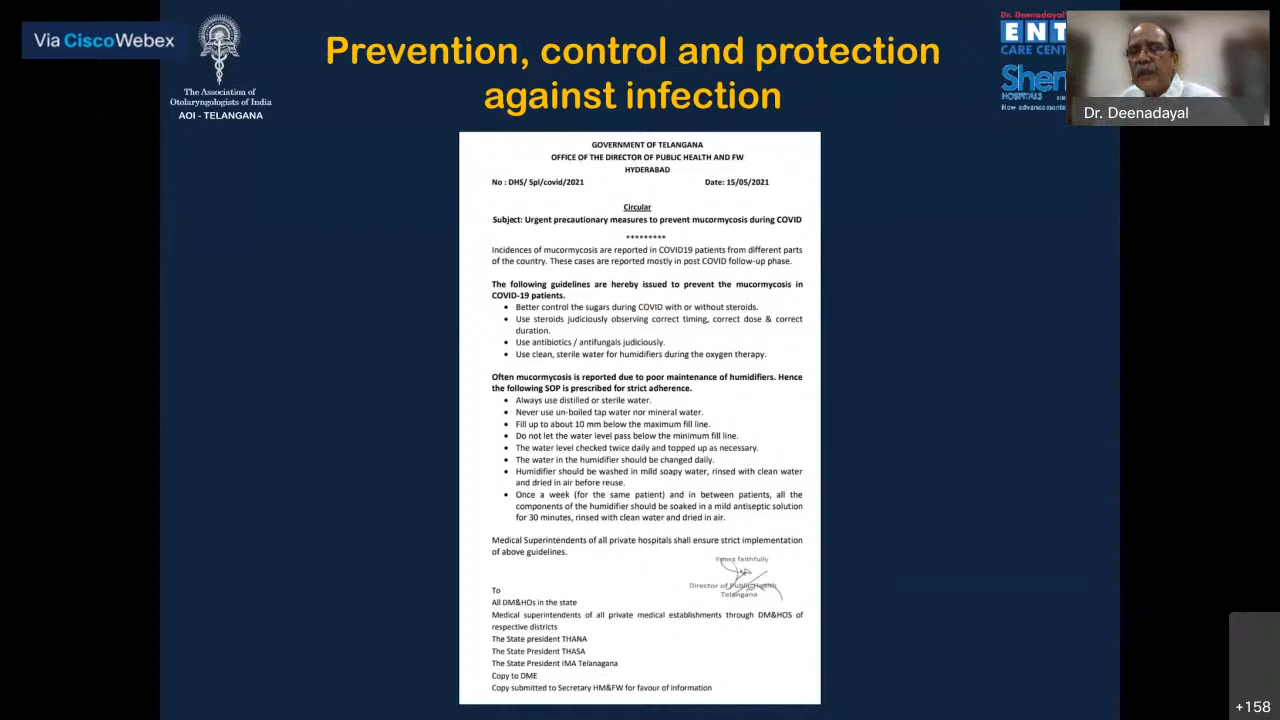 Via CiscoWebex
The Association of
Otolaryngologists of India
AOI - TELANGANA
Prevention, control and protection
against infection
Dr. Deenadayal
ENT
CARE CENT
HOSPITALS
New advancements
Dr. Deenadayal
GOVERNMENT OF TELANGANA
OFFICE OF THE DIRECTOR OF PUBLIC HEALTH AND FW
HYDERABAD
No : DHS/ Spl/covid/2021 Date: 15/05/2021
Circular
Subject: Urgent precautionary measures to prevent mucormycosis during COVID
*********
Incidences of mucormycosis are reported in COVID19 patients from different parts
of the country. These cases are reported mostly in post COVID follow-up phase.
The following guidelines are hereby issued to prevent the mucormycosis in
COVID-19 patients.
• Better control the sugars during COVID with or without steroids.
• Use steroids judiciously observing correct timing, correct dose & correct
duration.
• Use antibiotics / antifungals judiciously.
• Use clean, sterile water for humidifiers during the oxygen therapy.
Often mucormycosis is reported due to poor maintenance of humidifiers. Hence
the following SOP is prescribed for strict adherence.
• Always use distilled or sterile water.
• Never use un-boiled tap water nor mineral water.
• Fill up to about 10 mm below the maximum fill line.
• Do not let the water level pass below the minimum fill line.
• The water level checked twice daily and topped up as necessary.
• The water in the humidifier should be changed daily.
• Humidifier should be washed in mild soapy water, rinsed with clean water
and dried in air before reuse.
• Once a week (for the same patient) and in between patients, all the
components of the humidifier should be soaked in a mild antiseptic solution
for 30 minutes, rinsed with clean water and dried in air.
Medical Superintendents of all private hospitals shall ensure strict implementation
of above guidelines.
Yours faithfully
Director of Public Health
Telangana
To
All DM&HOs in the state
Medical superintendents of all private medical establishments through DM&HOS of
respective districts
The State president THANA
The State President THASA
The State President IMA Telanagana
Copy to DME
Copy submitted to Secretary HM&FW for favour of information
+158